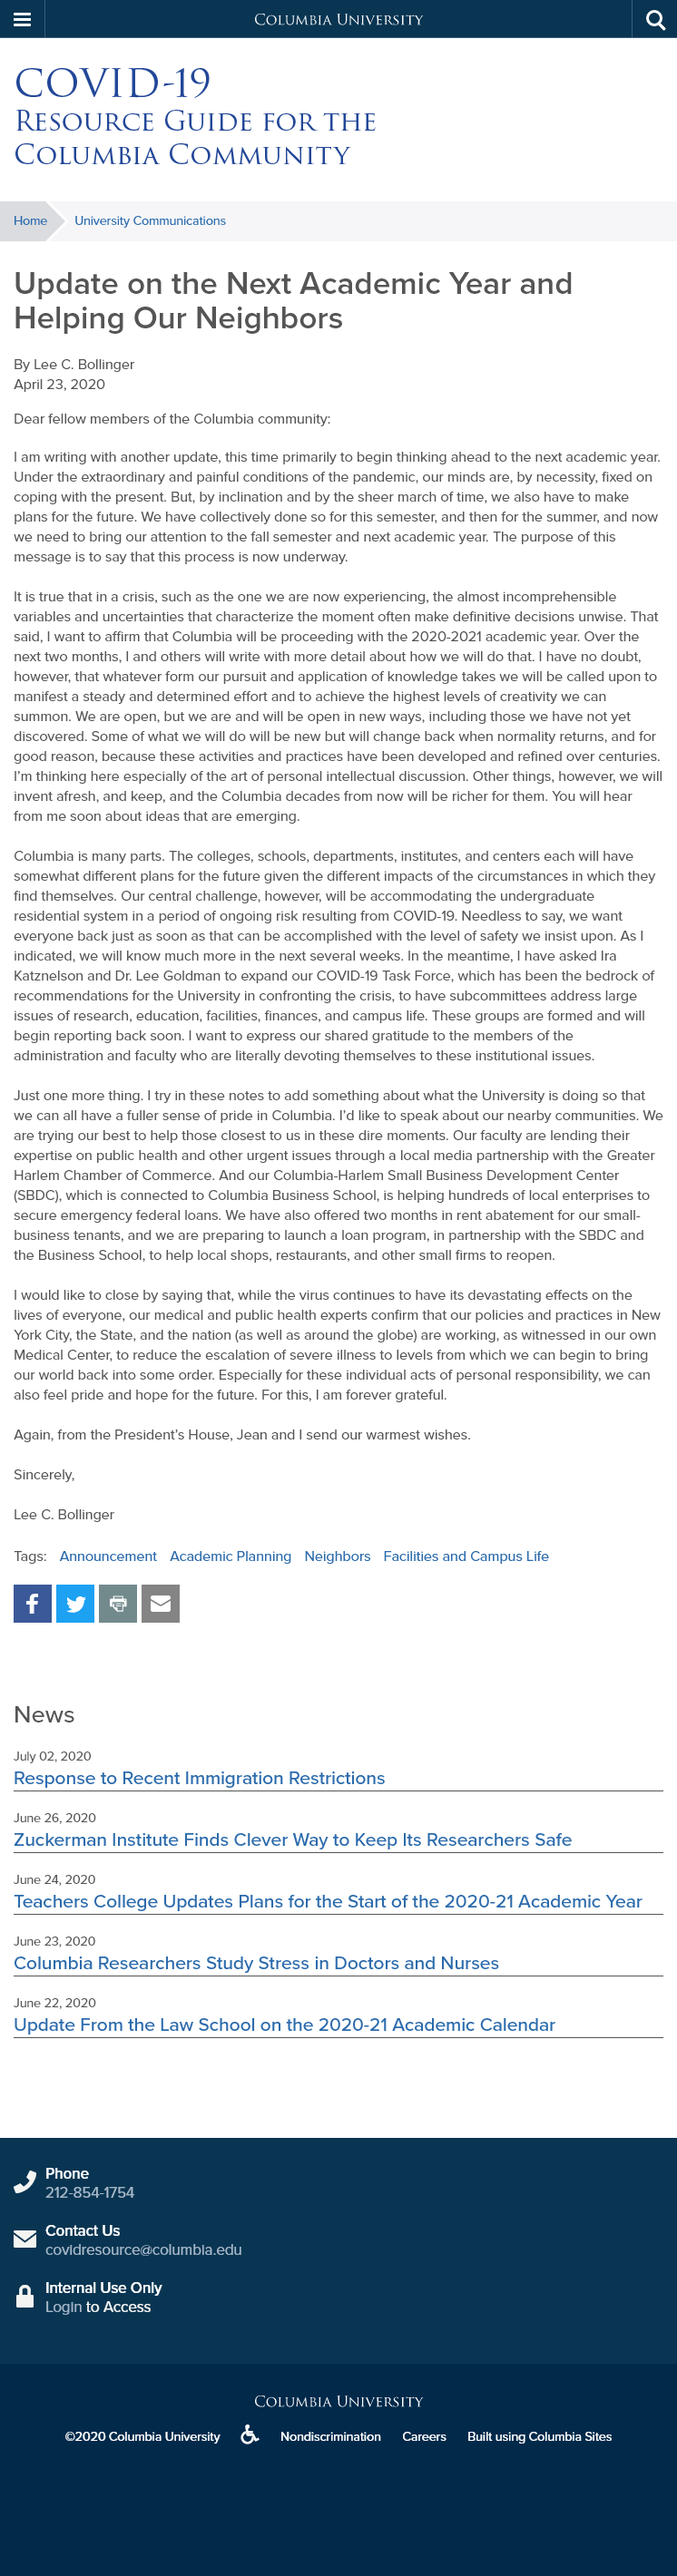 Columbia University
COVID-19
Resource Guide for the
Columbia Community
Home University Communications
Update on the Next Academic Year and
Helping Our Neighbors
By Lee C. Bollinger
April 23, 2020
Dear fellow members of the Columbia community:
I am writing with another update, this time primarily to begin thinking ahead to the next academic year.
Under the extraordinary and painful conditions of the pandemic, our minds are, by necessity, fixed on
coping with the present. But, by inclination and by the sheer march of time, we also have to make
plans for the future. We have collectively done so for this semester, and then for the summer, and now
we need to bring our attention to the fall semester and next academic year. The purpose of this
message is to say that this process is now underway.
It is true that in a crisis, such as the one we are now experiencing, the almost incomprehensible
variables and uncertainties that characterize the moment often make definitive decisions unwise. That
said, I want to affirm that Columbia will be proceeding with the 2020-2021 academic year. Over the
next two months, I and others will write with more detail about how we will do that. I have no doubt,
however, that whatever form our pursuit and application of knowledge takes we will be called upon to
manifest a steady and determined effort and to achieve the highest levels of creativity we can
summon. We are open, but we are and will be open in new ways, including those we have not yet
discovered. Some of what we will do will be new but will change back when normality returns, and for
good reason, because these activities and practices have been developed and refined over centuries.
I’m thinking here especially of the art of personal intellectual discussion. Other things, however, we will
invent afresh, and keep, and the Columbia decades from now will be richer for them. You will hear
from me soon about ideas that are emerging.
Columbia is many parts. The colleges, schools, departments, institutes, and centers each will have
somewhat different plans for the future given the different impacts of the circumstances in which they
find themselves. Our central challenge, however, will be accommodating the undergraduate
residential system in a period of ongoing risk resulting from COVID-19. Needless to say, we want
everyone back just as soon as that can be accomplished with the level of safety we insist upon. As I
indicated, we will know much more in the next several weeks. In the meantime, I have asked Ira
Katznelson and Dr. Lee Goldman to expand our COVID-19 Task Force, which has been the bedrock of
recommendations for the University in confronting the crisis, to have subcommittees address large
issues of research, education, facilities, finances, and campus life. These groups are formed and will
begin reporting back soon. I want to express our shared gratitude to the members of the
administration and faculty who are literally devoting themselves to these institutional issues.
Just one more thing. I try in these notes to add something about what the University is doing so that
we can all have a fuller sense of pride in Columbia. I’d like to speak about our nearby communities. We
are trying our best to help those closest to us in these dire moments. Our faculty are lending their
expertise on public health and other urgent issues through a local media partnership with the Greater
Harlem Chamber of Commerce. And our Columbia-Harlem Small Business Development Center
(SBDC), which is connected to Columbia Business School, is helping hundreds of local enterprises to
secure emergency federal loans. We have also offered two months in rent abatement for our small-
business tenants, and we are preparing to launch a loan program, in partnership with the SBDC and
the Business School, to help local shops, restaurants, and other small firms to reopen.
I would like to close by saying that, while the virus continues to have its devastating effects on the
lives of everyone, our medical and public health experts confirm that our policies and practices in New
York City, the State, and the nation (as well as around the globe) are working, as witnessed in our own
Medical Center, to reduce the escalation of severe illness to levels from which we can begin to bring
our world back into some order. Especially for these individual acts of personal responsibility, we can
also feel pride and hope for the future. For this, I am forever grateful.
Again, from the President’s House, Jean and I send our warmest wishes.
Sincerely,
Lee C. Bollinger
Tags: Announcement Academic Planning Neighbors Facilities and Campus Life
News
July 02, 2020
Response to Recent Immigration Restrictions
June 26, 2020
Zuckerman Institute Finds Clever Way to Keep Its Researchers Safe
June 24, 2020
Teachers College Updates Plans for the Start of the 2020-21 Academic Year
June 23, 2020
Columbia Researchers Study Stress in Doctors and Nurses
June 22, 2020
Update From the Law School on the 2020-21 Academic Calendar
Phone
212-854-1754
Contact Us
covidresource@columbia.edu
Internal Use Only
Login to Access
Columbia University
©2020 Columbia University Nondiscrimination Careers Built using Columbia Sites